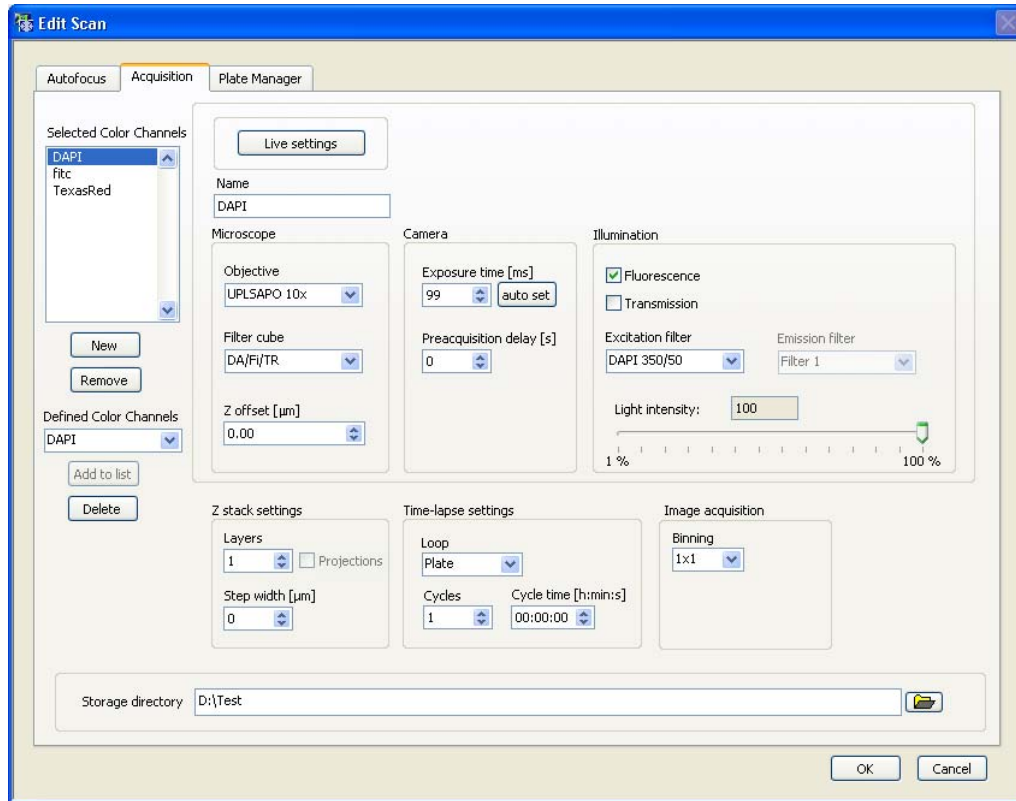 Edit Scan
Autofocus
Acquisition
Plate Manager
Selected Color Channels
DAPI
fitc
TexasRed
New
Remove
Defined Color Channels
DAPI
Add to list
Delete
Live settings
Name
DAPI
Microscope
Objective
UPLSAPO 10x
Filter cube
DA/Fi/TR
Z offset [µm]
0.00
Camera
Exposure time [ms]
99
auto set
Preacquisition delay [s]
0
Illumination
Fluorescence
Transmission
Excitation filter
DAPI 350/50
Emission filter
Filter 1
Light intensity:
100
1 %
100 %
Z stack settings
Layers
1
Projections
Step width [µm]
0
Time-lapse settings
Loop
Plate
Cycles
1
Cycle time [h:min:s]
00:00:00
Image acquisition
Binning
1x1
Storage directory
D:\Test
OK
Cancel